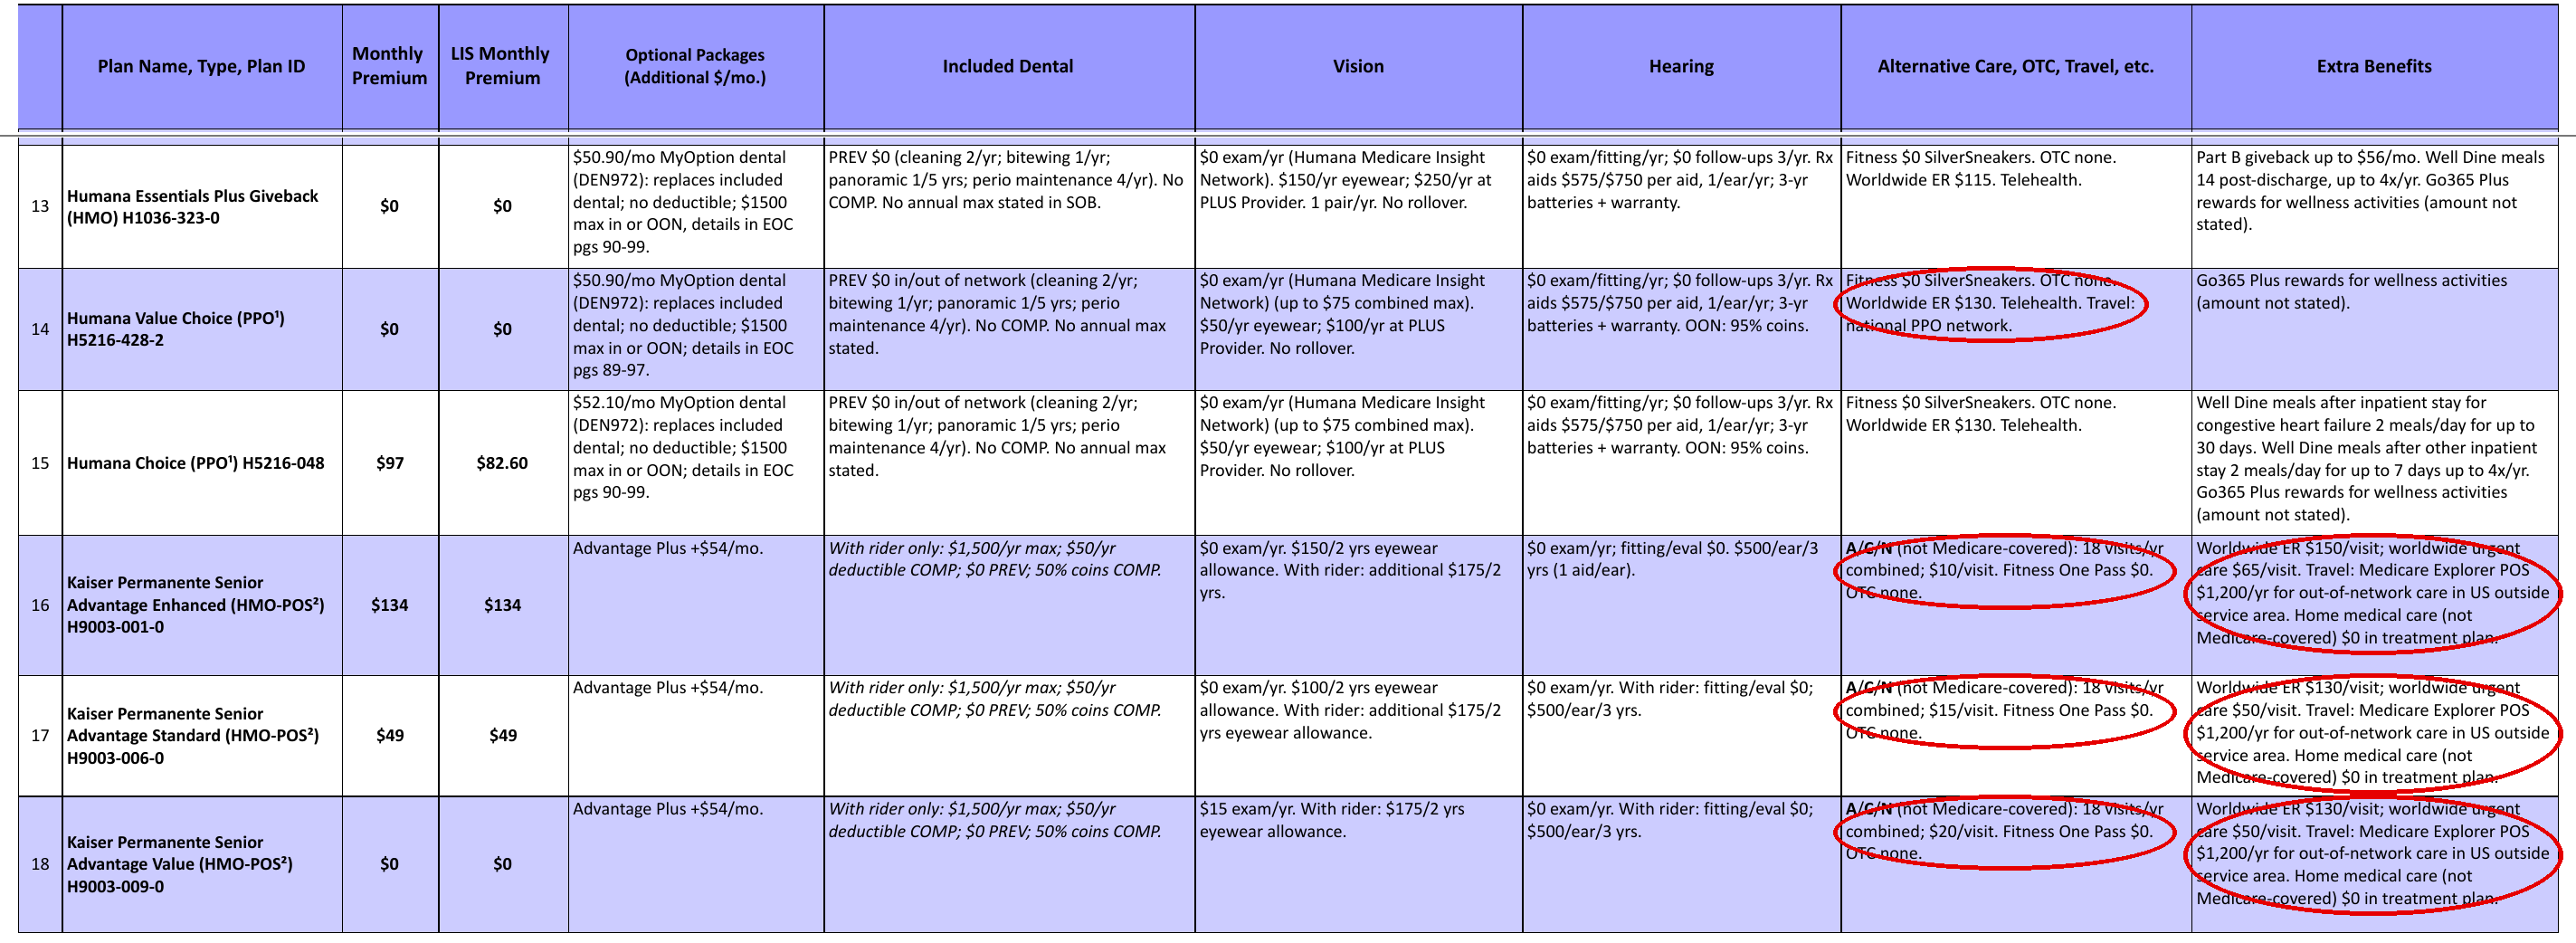 Plan Name, Type, Plan ID
Monthly
Premium
LIS Monthly
Premium
Optional Packages
(Additional $/mo.)
Included Dental
Vision
Hearing
Alternative Care, OTC, Travel, etc.
Extra Benefits
13
Humana Essentials Plus Giveback
(HMO) H1036-323-0
$0
$0
$50.90/mo MyOption dental
(DEN972): replaces included
dental; no deductible; $1500
max in or OON, details in EOC
pgs 90-99.
PREV $0 (cleaning 2/yr; bitewing 1/yr;
panoramic 1/5 yrs; perio maintenance 4/yr). No
COMP. No annual max stated in SOB.
$0 exam/yr (Humana Medicare Insight
Network). $150/yr eyewear; $250/yr at
PLUS Provider. 1 pair/yr. No rollover.
$0 exam/fitting/yr; $0 follow-ups 3/yr. Rx
aids $575/$750 per aid, 1/ear/yr; 3-yr
batteries + warranty.
Fitness $0 SilverSneakers. OTC none.
Worldwide ER $115. Telehealth.
Part B giveback up to $56/mo. Well Dine meals
14 post-discharge, up to 4x/yr. Go365 Plus
rewards for wellness activities (amount not
stated).
14
Humana Value Choice (PPO¹)
H5216-428-2
$0
$0
$50.90/mo MyOption dental
(DEN972): replaces included
dental; no deductible; $1500
max in or OON; details in EOC
pgs 89-97.
PREV $0 in/out of network (cleaning 2/yr;
bitewing 1/yr; panoramic 1/5 yrs; perio
maintenance 4/yr). No COMP. No annual max
stated.
$0 exam/yr (Humana Medicare Insight
Network) (up to $75 combined max).
$50/yr eyewear; $100/yr at PLUS
Provider. No rollover.
$0 exam/fitting/yr; $0 follow-ups 3/yr. Rx
aids $575/$750 per aid, 1/ear/yr; 3-yr
batteries + warranty. OON: 95% coins.
Fitness $0 SilverSneakers. OTC none.
Worldwide ER $130. Telehealth. Travel:
national PPO network.
Go365 Plus rewards for wellness activities
(amount not stated).
15
Humana Choice (PPO¹) H5216-048
$97
$82.60
$52.10/mo MyOption dental
(DEN972): replaces included
dental; no deductible; $1500
max in or OON; details in EOC
pgs 90-99.
PREV $0 in/out of network (cleaning 2/yr;
bitewing 1/yr; panoramic 1/5 yrs; perio
maintenance 4/yr). No COMP. No annual max
stated.
$0 exam/yr (Humana Medicare Insight
Network) (up to $75 combined max).
$50/yr eyewear; $100/yr at PLUS
Provider. No rollover.
$0 exam/fitting/yr; $0 follow-ups 3/yr. Rx
aids $575/$750 per aid, 1/ear/yr; 3-yr
batteries + warranty. OON: 95% coins.
Fitness $0 SilverSneakers. OTC none.
Worldwide ER $130. Telehealth.
Well Dine meals after inpatient stay for
congestive heart failure 2 meals/day for up to
30 days. Well Dine meals after other inpatient
stay 2 meals/day for up to 7 days up to 4x/yr.
Go365 Plus rewards for wellness activities
(amount not stated).
16
Kaiser Permanente Senior
Advantage Enhanced (HMO-POS²)
H9003-001-0
$134
$134
Advantage Plus +$54/mo.
With rider only: $1,500/yr max; $50/yr
deductible COMP; $0 PREV; 50% coins COMP.
$0 exam/yr. $150/2 yrs eyewear
allowance. With rider: additional $175/2
yrs.
$0 exam/yr; fitting/eval $0. $500/ear/3
yrs (1 aid/ear).
A/C/N (not Medicare-covered): 18 visits/yr
combined; $10/visit. Fitness One Pass $0.
OTC none.
Worldwide ER $150/visit; worldwide urgent
care $65/visit. Travel: Medicare Explorer POS
$1,200/yr for out-of-network care in US outside
service area. Home medical care (not
Medicare-covered) $0 in treatment plan.
17
Kaiser Permanente Senior
Advantage Standard (HMO-POS²)
H9003-006-0
$49
$49
Advantage Plus +$54/mo.
With rider only: $1,500/yr max; $50/yr
deductible COMP; $0 PREV; 50% coins COMP.
$0 exam/yr. $100/2 yrs eyewear
allowance. With rider: additional $175/2
yrs eyewear allowance.
$0 exam/yr. With rider: fitting/eval $0;
$500/ear/3 yrs.
A/C/N (not Medicare-covered): 18 visits/yr
combined; $15/visit. Fitness One Pass $0.
OTC none.
Worldwide ER $130/visit; worldwide urgent
care $50/visit. Travel: Medicare Explorer POS
$1,200/yr for out-of-network care in US outside
service area. Home medical care (not
Medicare-covered) $0 in treatment plan.
18
Kaiser Permanente Senior
Advantage Value (HMO-POS²)
H9003-009-0
$0
$0
Advantage Plus +$54/mo.
With rider only: $1,500/yr max; $50/yr
deductible COMP; $0 PREV; 50% coins COMP.
$15 exam/yr. With rider: $175/2 yrs
eyewear allowance.
$0 exam/yr. With rider: fitting/eval $0;
$500/ear/3 yrs.
A/C/N (not Medicare-covered): 18 visits/yr
combined; $20/visit. Fitness One Pass $0.
OTC none.
Worldwide ER $130/visit; worldwide urgent
care $50/visit. Travel: Medicare Explorer POS
$1,200/yr for out-of-network care in US outside
service area. Home medical care (not
Medicare-covered) $0 in treatment plan.